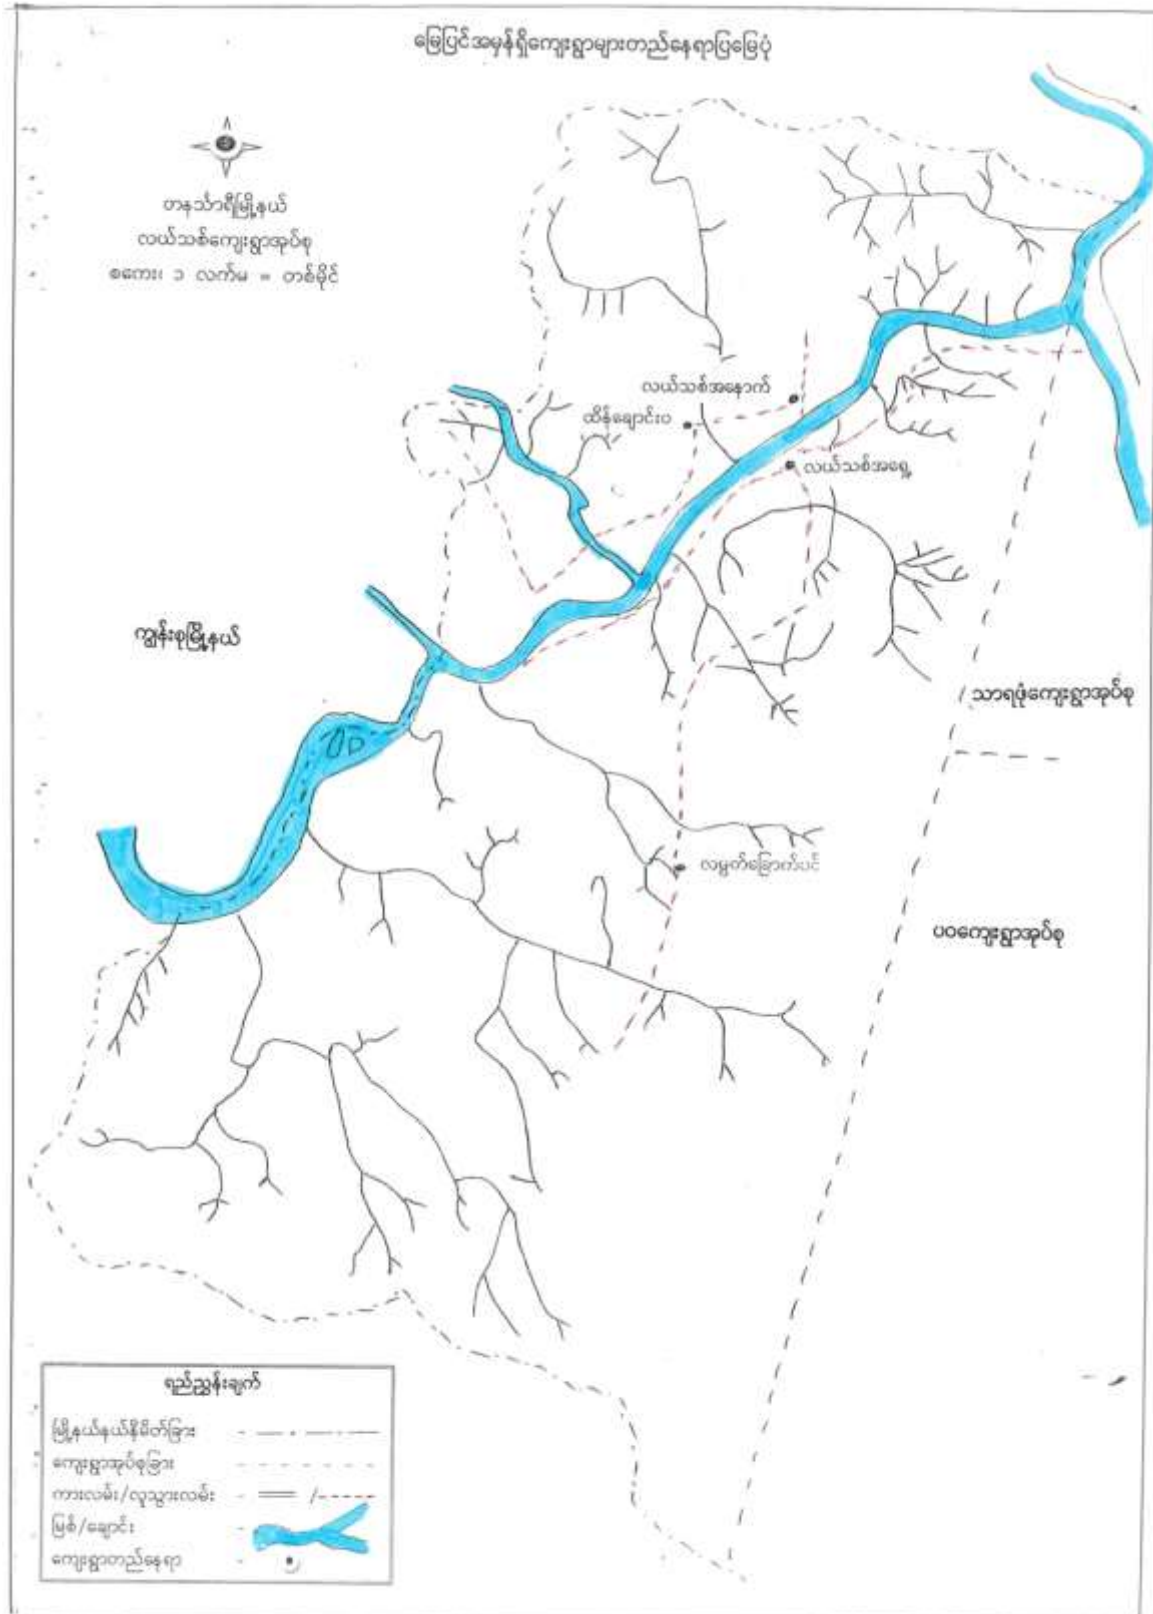 မြေပြင်အမှန်ရှိကျေးရွာများတည်နေရာပြမြေပုံ
တနင်္သာရီမြို့နယ်
လယ်သစ်ကျေးရွာအုပ်စု
စကေး၊ ၁ လက်မ = တစ်မိုင်
လယ်သစ်အနောက်
ထိန်ချောင်းဝ
လယ်သစ်အရှေ့
ကျွန်းစုမြို့နယ်
သာရဖုံကျေးရွာအုပ်စု
လမွက်ခြောက်ပင်
ပဝကျေးရွာအုပ်စု
ရည်ညွှန်းချက်
မြို့နယ်နယ်နိမိတ်ခြား
ကျေးရွာအုပ်စုခြား
ကားလမ်း/လူသွားလမ်း
မြစ်/ချောင်း
ကျေးရွာတည်နေရာ